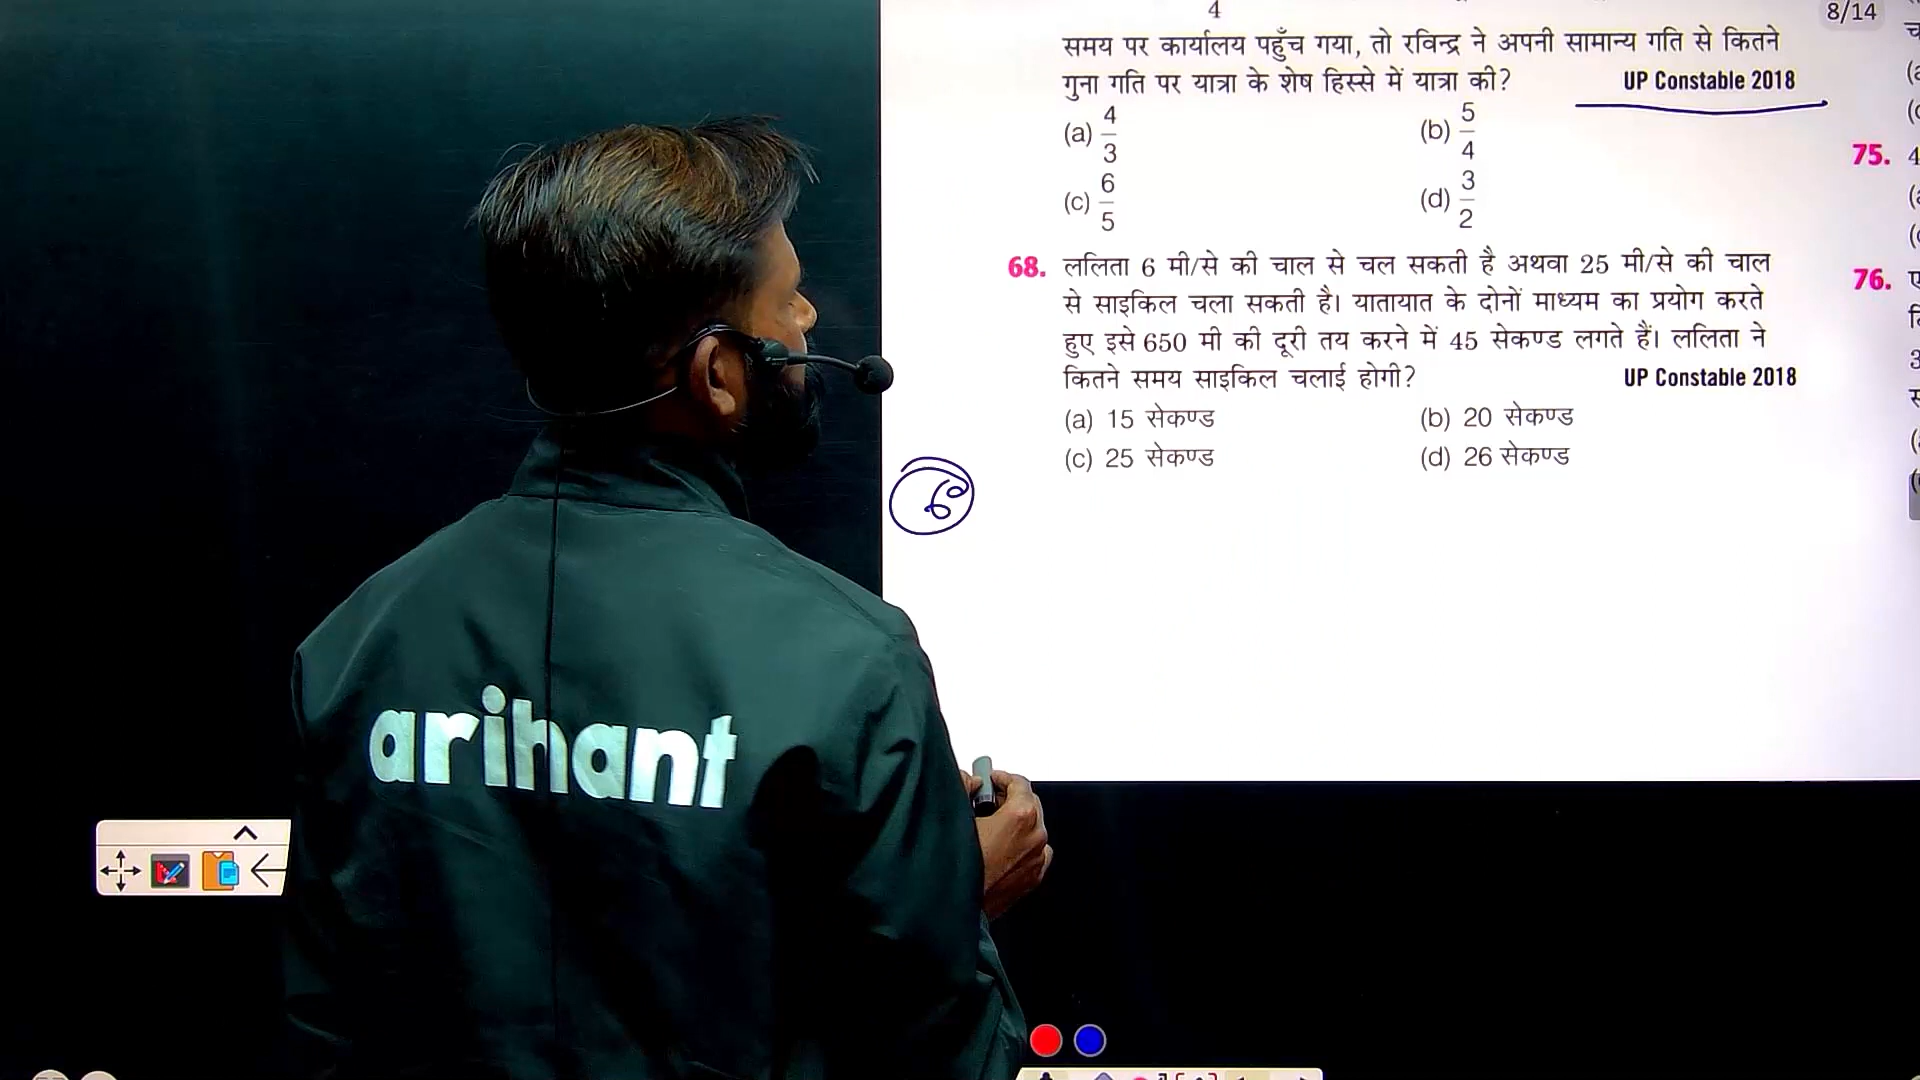 4
8/14
समय पर कार्यालय पहुँच गया, तो रविन्द्र ने अपनी सामान्य गति से कितने
गुना गति पर यात्रा के शेष हिस्से में यात्रा की? UP Constable 2018
(a) 4/3 (b) 5/4
(c) 6/5 (d) 3/2
68. ललिता 6 मी/से की चाल से चल सकती है अथवा 25 मी/से की चाल
से साइकिल चला सकती है। यातायात के दोनों माध्यम का प्रयोग करते
हुए इसे 650 मी की दूरी तय करने में 45 सेकण्ड लगते हैं। ललिता ने
कितने समय साइकिल चलाई होगी? UP Constable 2018
(a) 15 सेकण्ड (b) 20 सेकण्ड
(c) 25 सेकण्ड (d) 26 सेकण्ड
75. 4
76.
3
arihant